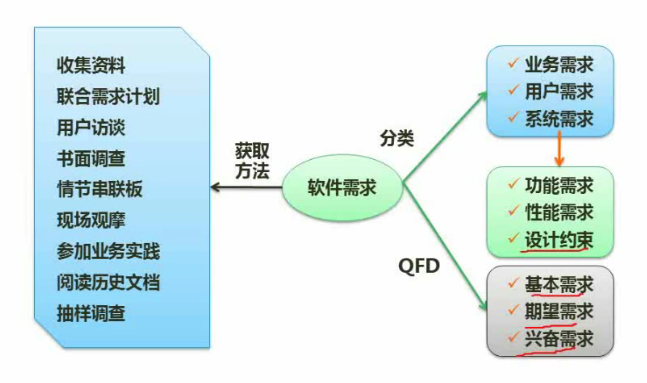 收集资料
联合需求计划
用户访谈
书面调查
情节串联板
现场观摩
参加业务实践
阅读历史文档
抽样调查
获取
方法
软件需求
分类
QFD
业务需求
用户需求
系统需求
功能需求
性能需求
设计约束
基本需求
期望需求
兴奋需求